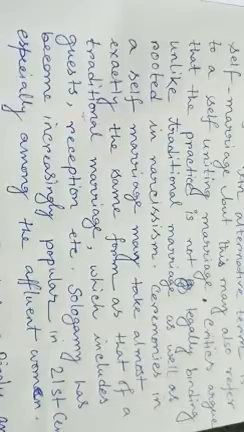 alternative term
self-marriage but this may also refer
to a self uniting marriage, Critics argue
that the practiced is not legally binding
unlike traditional marriage as well as
rooted in narcissism. Ceremonies in
a self marriage may take almost
exactly the same form as that of a
traditional marriage, which includes
guests, reception etc. Sologamy has
become increasingly popular in 21st Cen
especially among the affluent women.